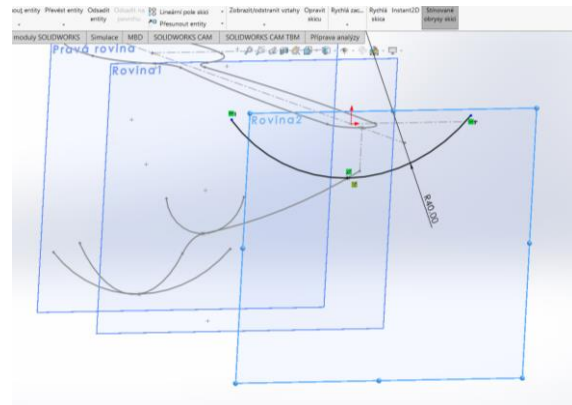 Převést entity
Odsadit entity
Odsadit na
Lineární pole skici
Přesunout entity
Zobrazit/odstranit vztahy
Opravit skicu
Rychlá zac...
Rychlá skica
Instant2D
Stínované obrysy skici
moduly SOLIDWORKS
Simulace
MBD
SOLIDWORKS CAM
SOLIDWORKS CAM TBM
Příprava analýzy
Pravá rovina
Rovina1
Rovina2
R40.00